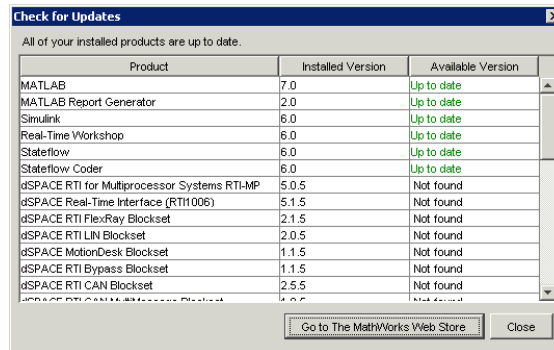 Check for Updates
All of your installed products are up to date.
Product Installed Version Available Version
MATLAB 7.0 Up to date
MATLAB Report Generator 2.0 Up to date
Simulink 6.0 Up to date
Real-Time Workshop 6.0 Up to date
Stateflow 6.0 Up to date
Stateflow Coder 6.0 Up to date
dSPACE RTI for Multiprocessor Systems RTI-MP 5.0.5 Not found
dSPACE Real-Time Interface (RTI1006) 5.1.5 Not found
dSPACE RTI FlexRay Blockset 2.1.5 Not found
dSPACE RTI LIN Blockset 2.0.5 Not found
dSPACE MotionDesk Blockset 1.1.5 Not found
dSPACE RTI Bypass Blockset 1.1.5 Not found
dSPACE RTI CAN Blockset 2.5.5 Not found
dSPACE RTI CAN Not found
Go to The MathWorks Web Store Close